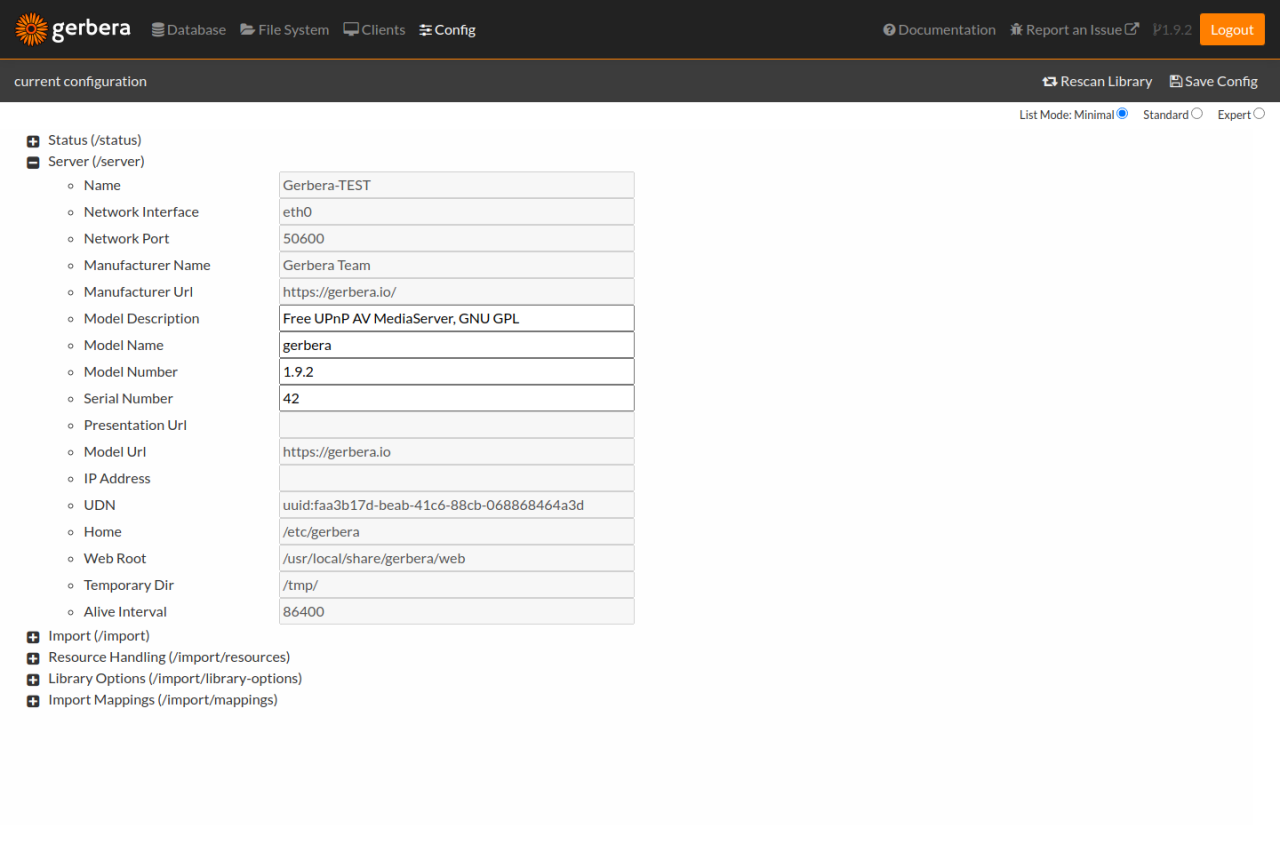 gerbera Database File System Clients Config Documentation Report an Issue 1.9.2 Logout
current configuration Rescan Library Save Config
List Mode: Minimal Standard Expert
Status (/status)
Server (/server)
Name Gerbera-TEST
Network Interface eth0
Network Port 50600
Manufacturer Name Gerbera Team
Manufacturer Url https://gerbera.io/
Model Description Free UPnP AV MediaServer, GNU GPL
Model Name gerbera
Model Number 1.9.2
Serial Number 42
Presentation Url
Model Url https://gerbera.io
IP Address
UDN uuid:faa3b17d-beab-41c6-88cb-068868464a3d
Home /etc/gerbera
Web Root /usr/local/share/gerbera/web
Temporary Dir /tmp/
Alive Interval 86400
Import (/import)
Resource Handling (/import/resources)
Library Options (/import/library-options)
Import Mappings (/import/mappings)